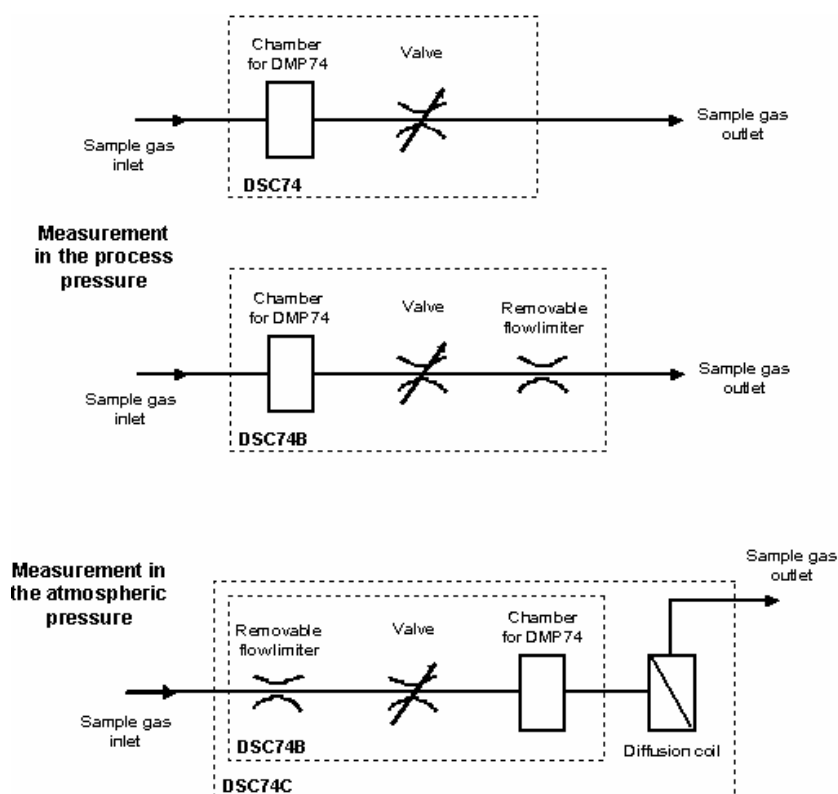 Chamber
for DMP74
Valve
Sample gas
inlet
Sample gas
outlet
DSC74
Measurement
in the process
pressure
Chamber
for DMP74
Valve
Removable
flowlimiter
Sample gas
inlet
Sample gas
outlet
DSC74B
Measurement in
the atmospheric
pressure
Sample gas
outlet
Removable
flowlimiter
Valve
Chamber
for DMP74
Sample gas
inlet
DSC74B
Diffusion coil
DSC74C